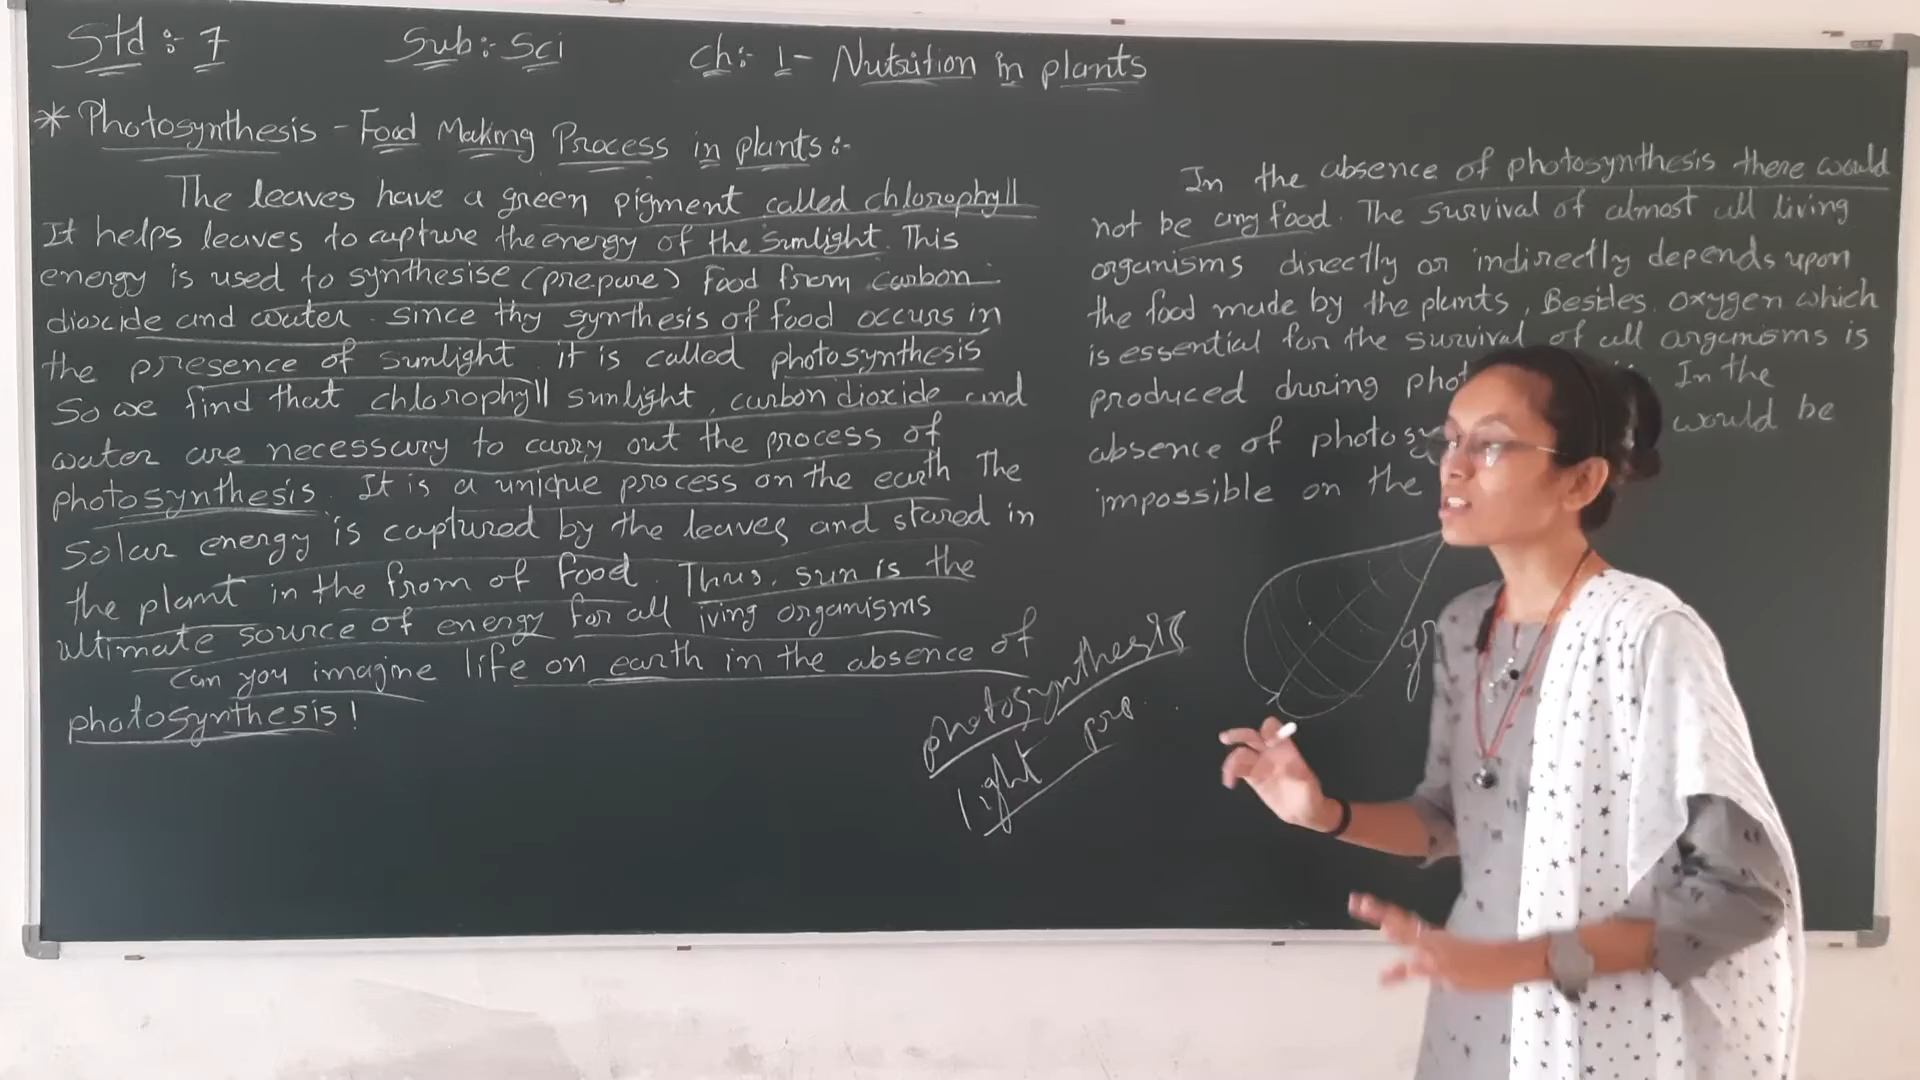 Std :- 7 Sub :- Sci Ch :- 1 - Nutrition in plants
* Photosynthesis - Food Making Process in plants :-
The leaves have a green pigment called chlorophyll
It helps leaves to capture the energy of the sunlight. This
energy is used to synthesise (prepare) food from carbon
dioxide and water. since thy synthesis of food occurs in
the presence of sunlight. it is called photosynthesis
So we find that chlorophyll sunlight, carbon dioxide and
water are necessary to carry out the process of
photosynthesis. It is a unique process on the earth The
solar energy is captured by the leaves and stared in
the plant in the from of food. Thus, sun is the
ultimate source of energy for all iving organisms
can you imagine life on earth in the absence of
photosynthesis!
In the absence of photosynthesis there would
not be any food. The survival of almost all living
organisms directly or indirectly depends upon
the food made by the plants, Besides, oxygen which
is essential for the survival of all organisms is
produced during phot In the
absence of photosy would be
impossible on the
gr
photosynthesis
light pro